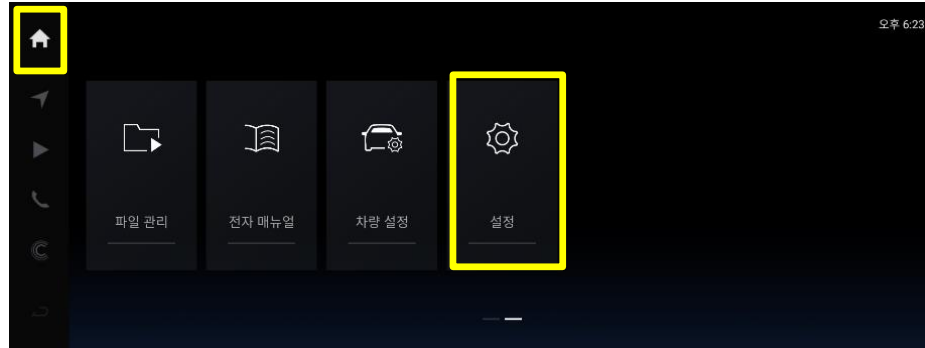 오후 6:23
파일 관리
전자 매뉴얼
차량 설정
설정